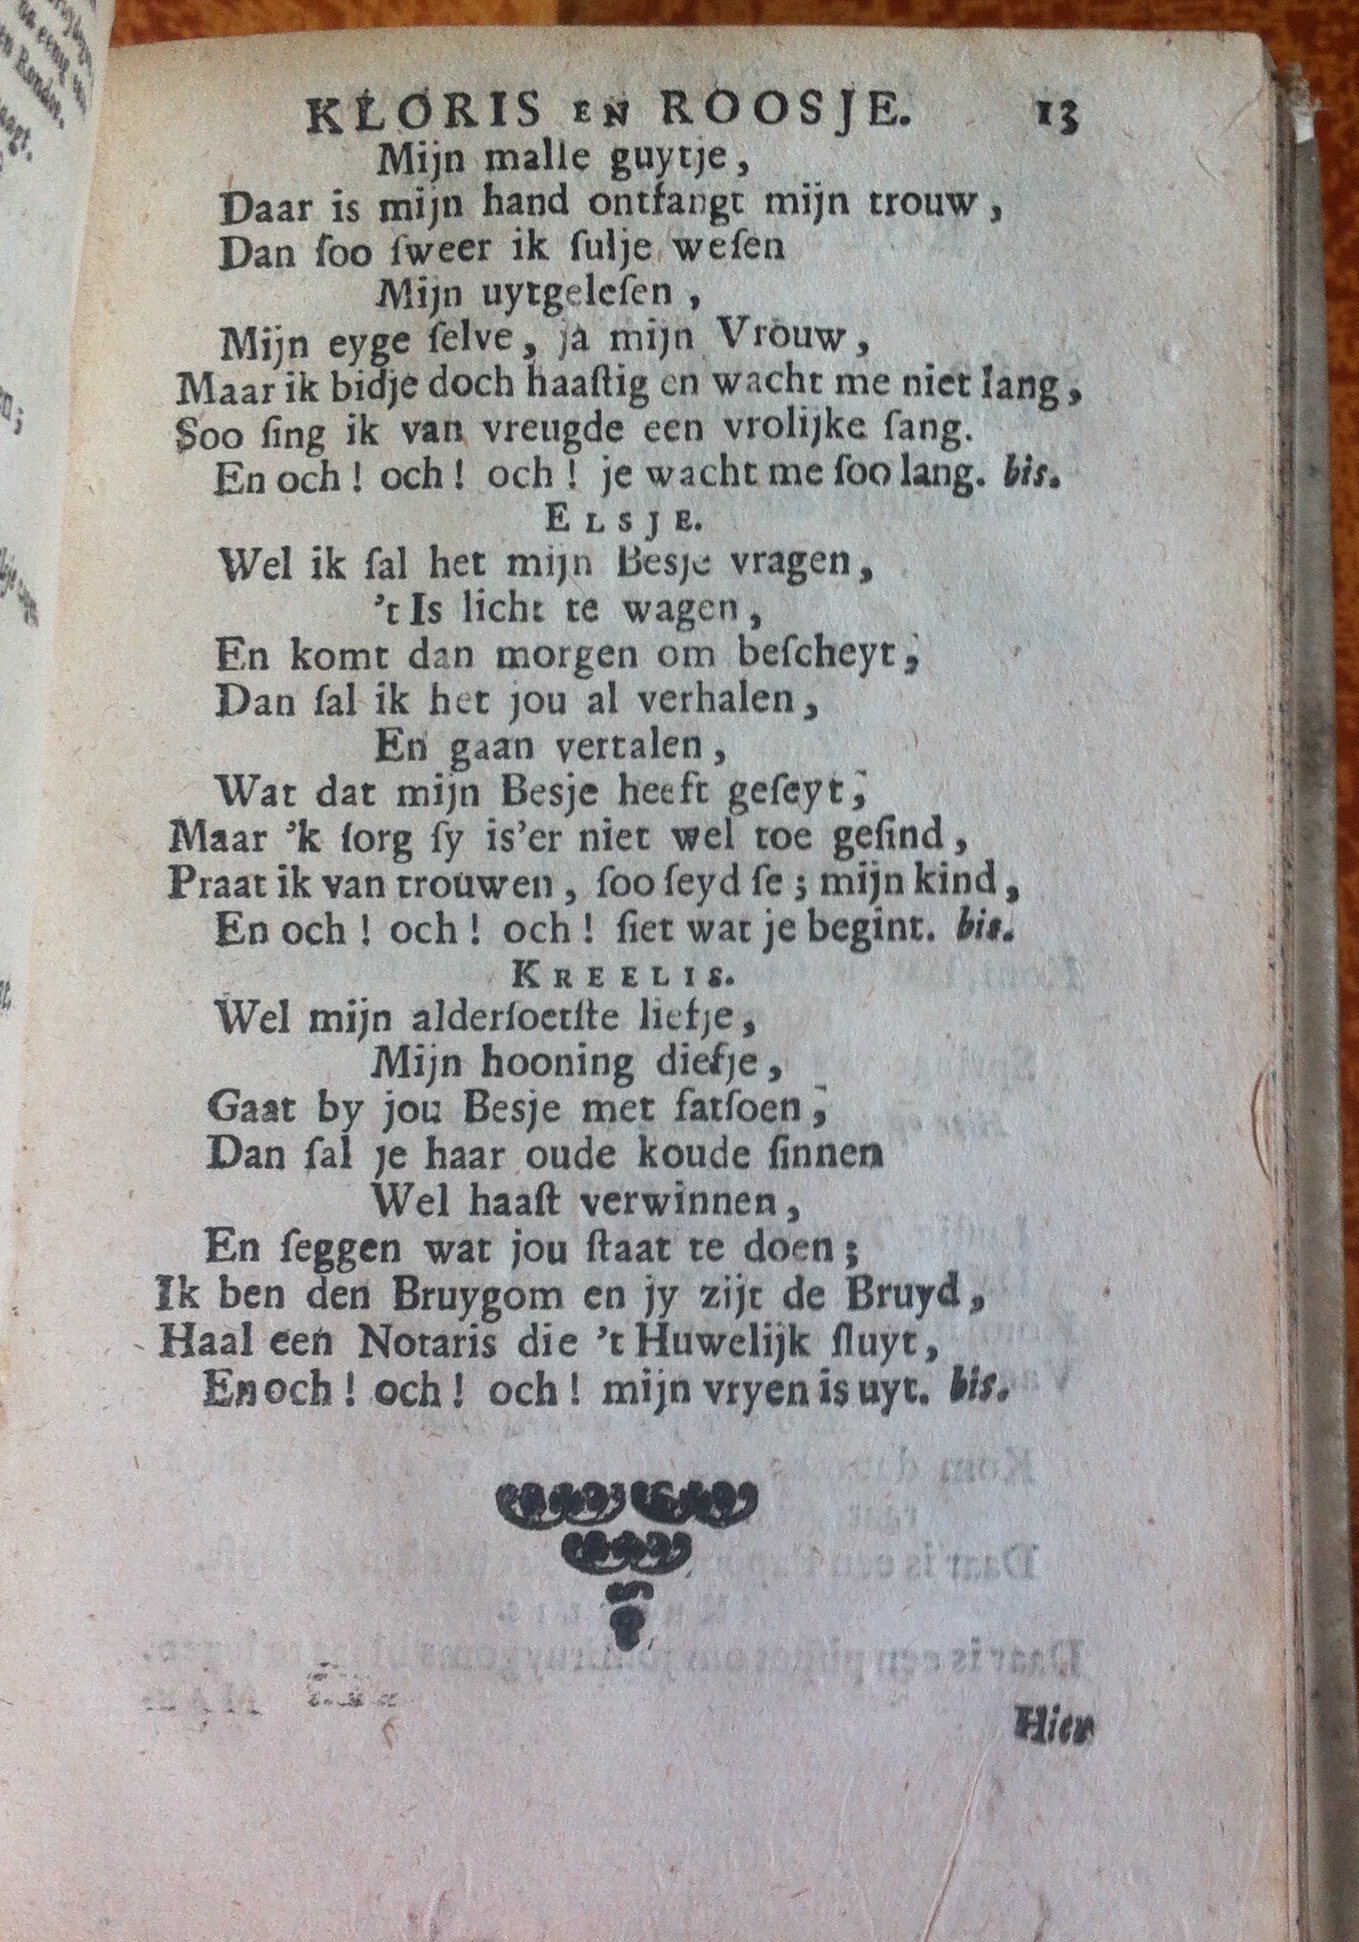 KLORIS EN ROOSJE. 13
Mijn malle guytje,
Daar is mijn hand ontfangt mijn trouw,
Dan ſoo ſweer ik ſulje weſen
Mijn uytgeleſen,
Mijn eyge ſelve, ja mijn Vrouw,
Maar ik bidje doch haaſtig en wacht me niet lang,
Soo ſing ik van vreugde een vrolijke ſang.
En och! och! och! je wacht me ſoo lang. bis.
ELSJE.
Wel ik ſal het mijn Besje vragen,
't Is licht te wagen,
En komt dan morgen om beſcheyt;
Dan ſal ik het jou al verhalen,
En gaan vertalen,
Wat dat mijn Besje heeft geſeyt;
Maar 'k ſorg ſy is'er niet wel toe geſind,
Praat ik van trouwen, ſoo ſeyd ſe; mijn kind,
En och! och! och! ſiet wat je begint. bis.
KREELIS.
Wel mijn alderſoetſte liefje,
Mijn hooning diefje,
Gaat by jou Besje met fatſoen;
Dan ſal je haar oude koude ſinnen
Wel haaſt verwinnen,
En ſeggen wat jou ſtaat te doen;
Ik ben den Bruygom en jy zijt de Bruyd,
Haal een Notaris die 't Huwelijk ſluyt,
En och! och! och! mijn vryen is uyt. bis.
Hier